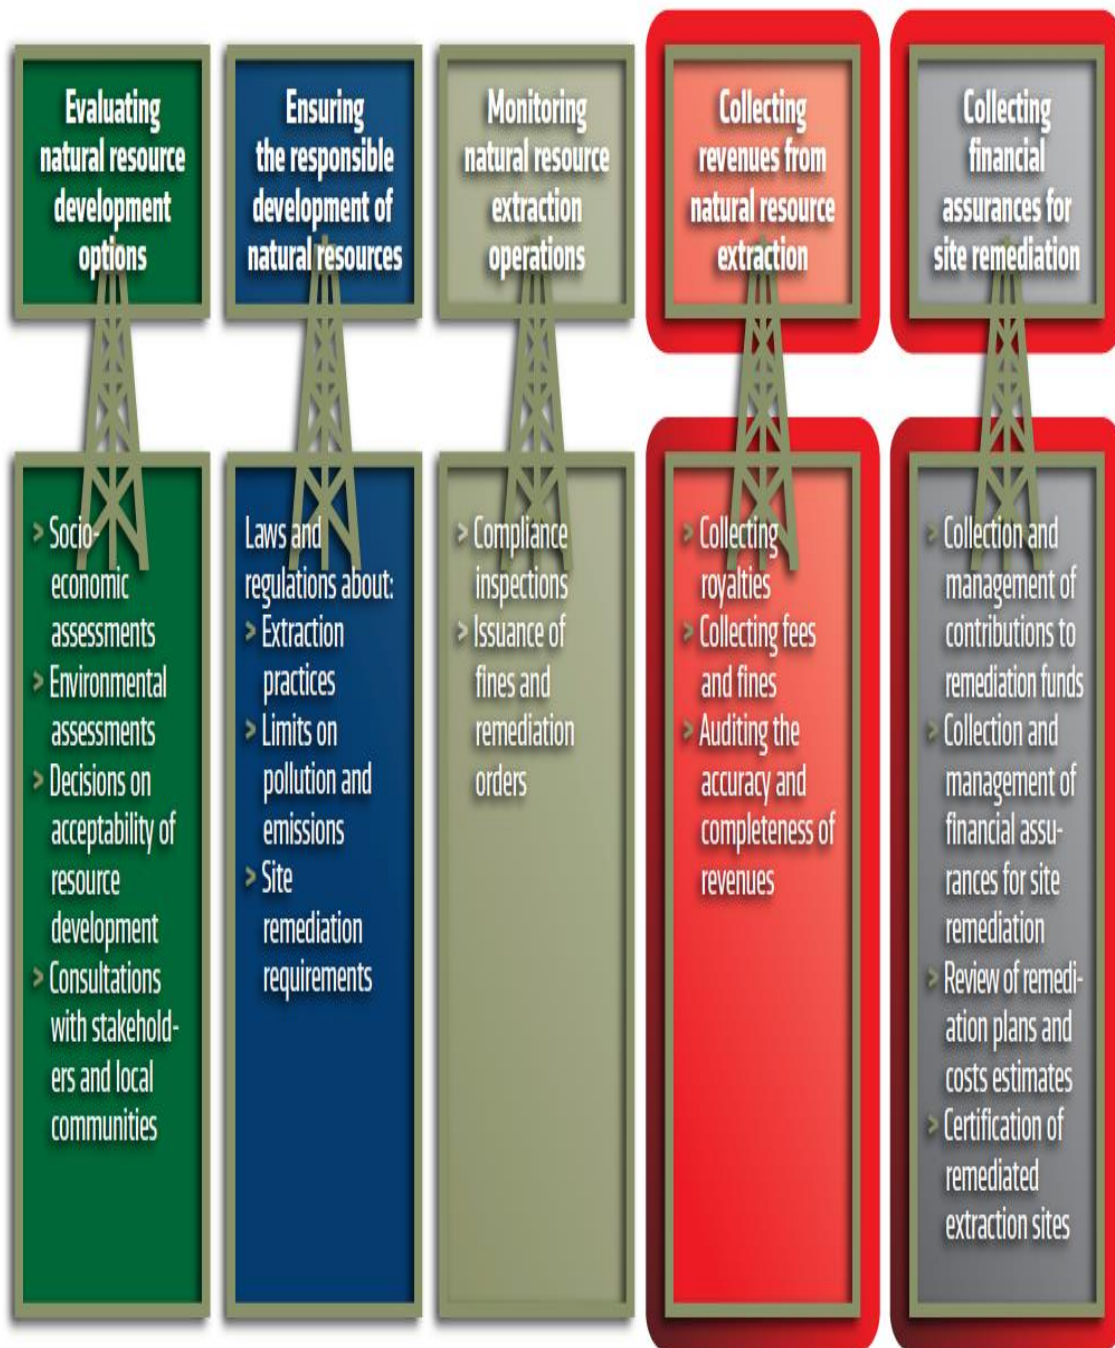 Evaluating
natural resource
development
options
> Socio-
economic
assessments
> Environmental
assessments
> Decisions on
acceptability of
resource
development
> Consultations
with stakehold-
ers and local
communities
Ensuring
the responsible
development of
natural resources
Laws and
regulations about:
> Extraction
practices
> Limits on
pollution and
emissions
> Site
remediation
requirements
Monitoring
natural resource
extraction
operations
> Compliance
inspections
> Issuance of
fines and
remediation
orders
Collecting
revenues from
natural resource
extraction
> Collecting
royalties
> Collecting fees
and fines
> Auditing the
accuracy and
completeness of
revenues
Collecting
financial
assurances for
site remediation
> Collection and
management of
contributions to
remediation funds
> Collection and
management of
financial assu-
rances for site
remediation
> Review of remedi-
ation plans and
costs estimates
> Certification of
remediated
extraction sites